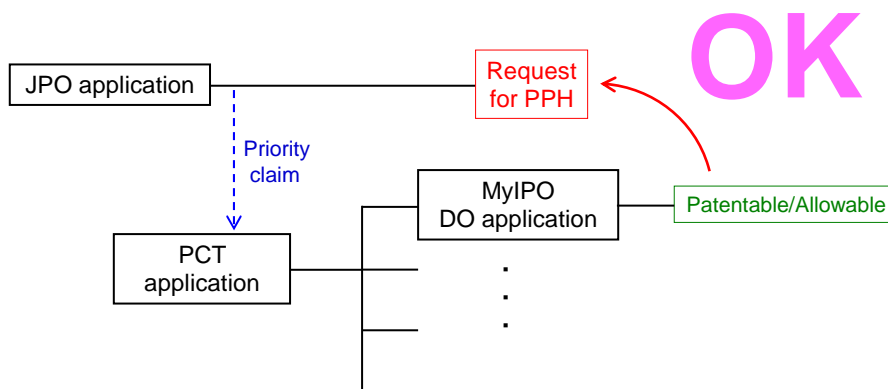 OK
JPO application
Request
for PPH
Priority
claim
MyIPO
DO application
Patentable/Allowable
PCT
application